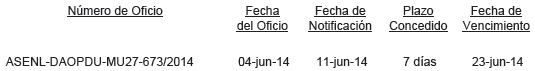 Número de Oficio Fecha Fecha de Plazo Fecha de
del Oficio Notificación Concedido Vencimiento
ASENL-DAOPDU-MU27-673/2014 04-jun-14 11-jun-14 7 días 23-jun-14